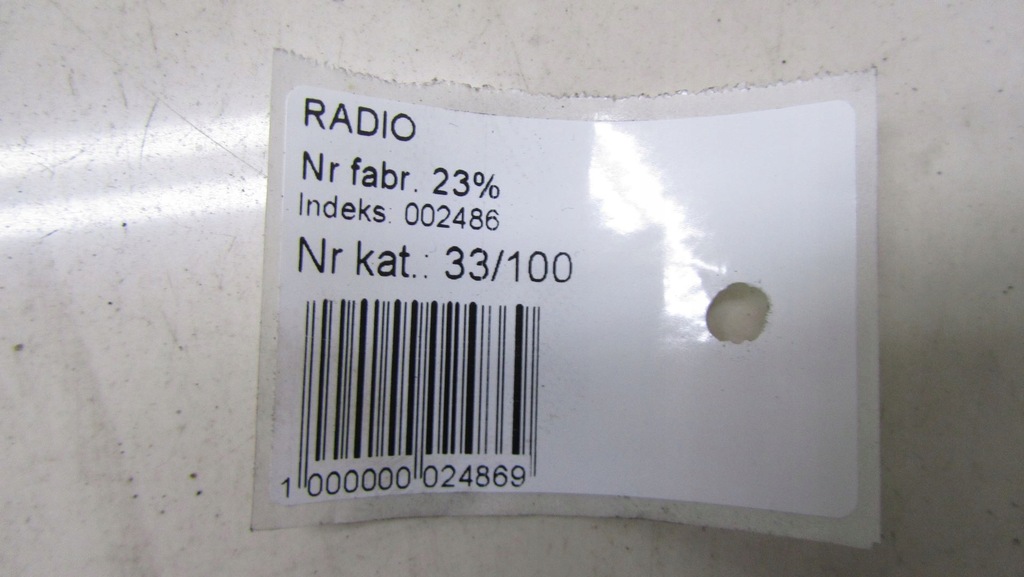 RADIO
Nr fabr. 23%
Indeks: 002486
Nr kat.: 33/100
1 000000 024869